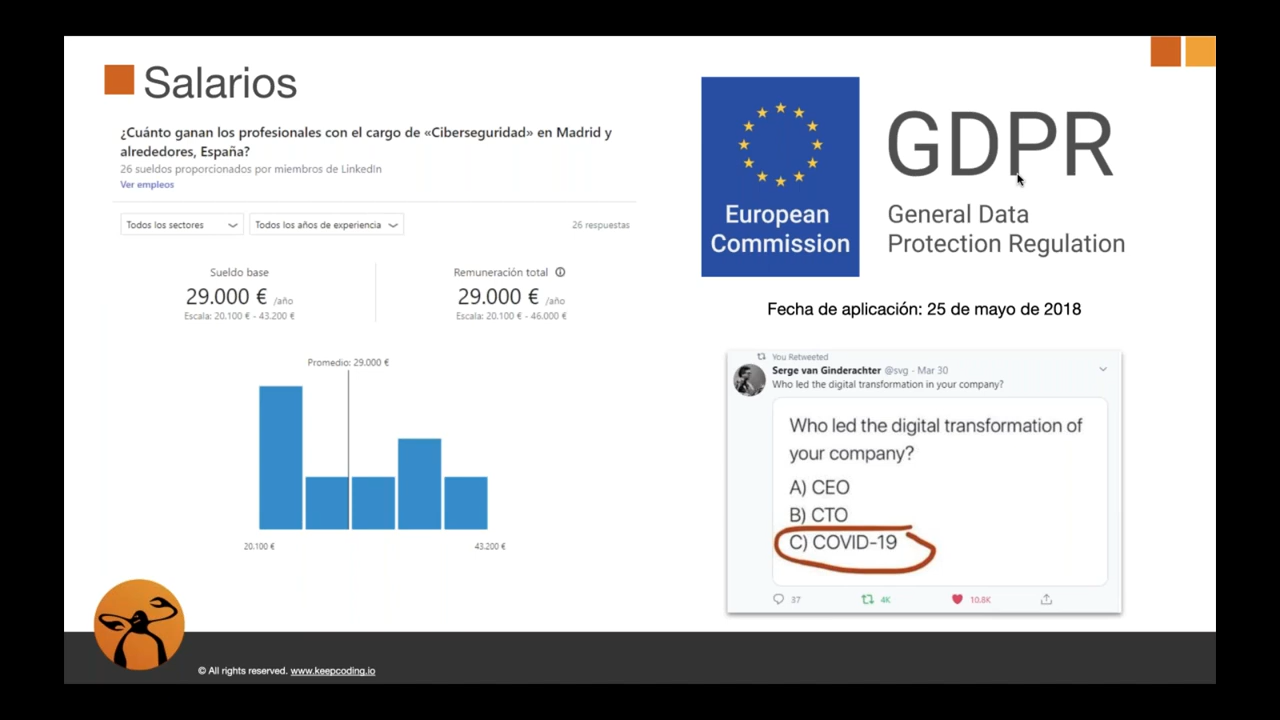 Salarios
¿Cuánto ganan los profesionales con el cargo de «Ciberseguridad» en Madrid y
alrededores, España?
26 sueldos proporcionados por miembros de LinkedIn
Ver empleos
Todos los sectores
Todos los años de experiencia
26 respuestas
Sueldo base
29.000 € /año
Escala: 20.100 € - 43.200 €
Remuneración total
29.000 € /año
Escala: 20.100 € - 46.000 €
Promedio: 29.000 €
20.100 €
43.200 €
European
Commission
GDPR
General Data
Protection Regulation
Fecha de aplicación: 25 de mayo de 2018
You Retweeted
Serge van Ginderachter @svg - Mar 30
Who led the digital transformation in your company?
Who led the digital transformation of
your company?
A) CEO
B) CTO
C) COVID-19
37
4K
10.8K
© All rights reserved. www.keepcoding.io